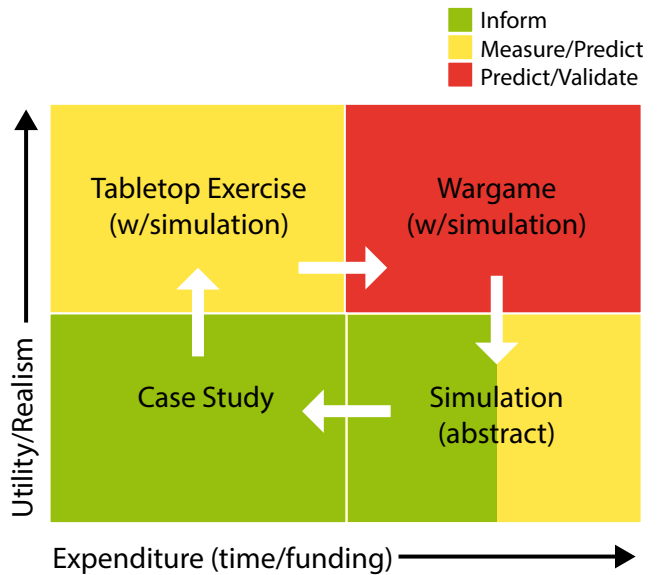 Inform
Measure/Predict
Predict/Validate
Tabletop Exercise
(w/simulation)
Wargame
(w/simulation)
Case Study
Simulation
(abstract)
Utility/Realism
Expenditure (time/funding)